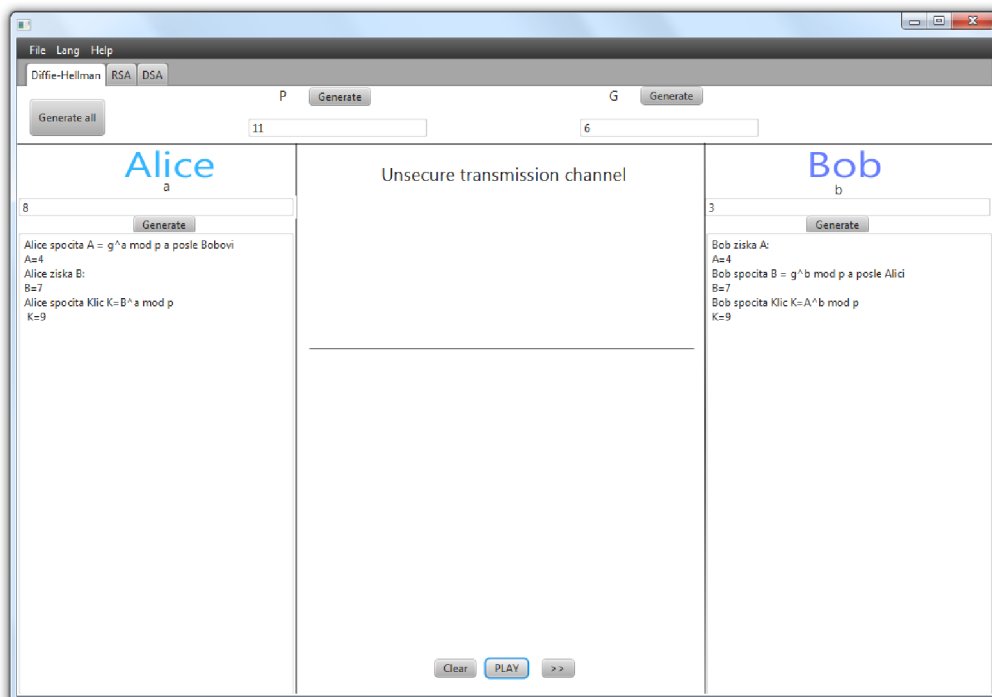 File Lang Help
Diffie-Hellman RSA DSA
Generate all
P Generate
11
G Generate
6
Alice
a
8
Generate
Alice spocita A = g^a mod p a posle Bobovi
A=4
Alice ziska B:
B=7
Alice spocita Klic K=B^a mod p
K=9
Unsecure transmission channel
Clear PLAY >>
Bob
b
3
Generate
Bob ziska A:
A=4
Bob spocita B = g^b mod p a posle Alici
B=7
Bob spocita Klic K=A^b mod p
K=9